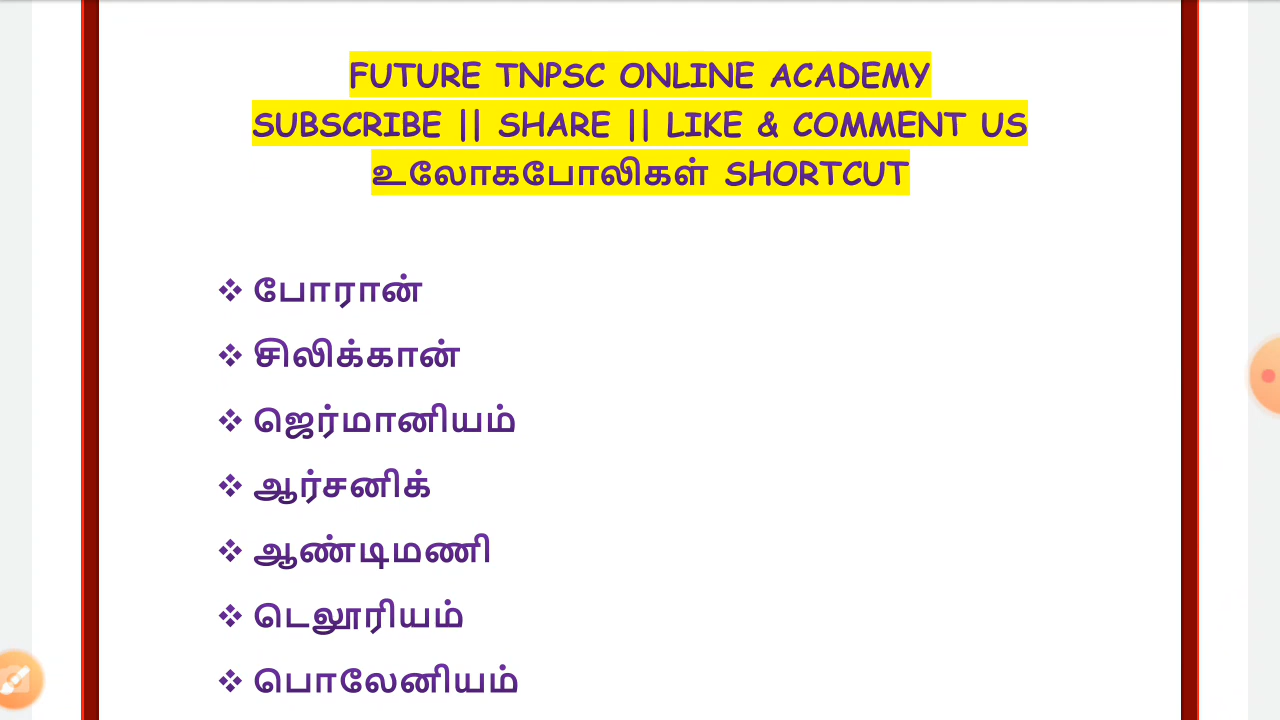 FUTURE TNPSC ONLINE ACADEMY
SUBSCRIBE || SHARE || LIKE & COMMENT US
உலோகபோலிகள் SHORTCUT
❖ போரான்
❖ சிலிக்கான்
❖ ஜெர்மானியம்
❖ ஆர்சனிக்
❖ ஆண்டிமணி
❖ டெலூரியம்
❖ பொலேனியம்